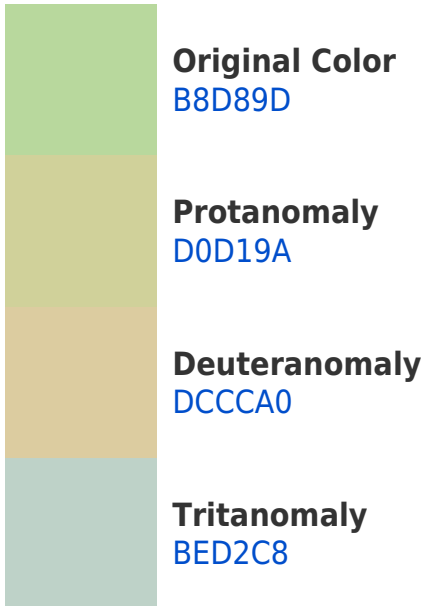 Original Color
B8D89D
Protanomaly
D0D19A
Deuteranomaly
DCCCA0
Tritanomaly
BED2C8